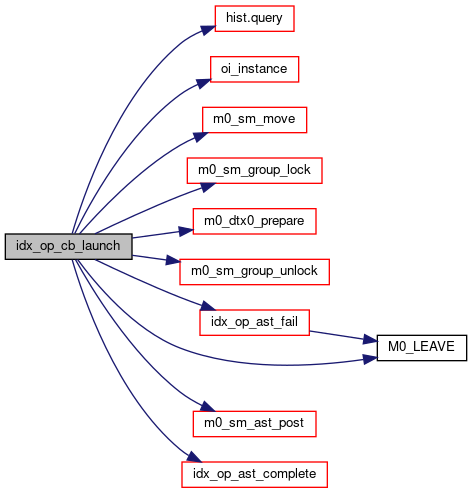 hist.query
oi_instance
m0_sm_move
m0_sm_group_lock
m0_dtx0_prepare
idx_op_cb_launch
m0_sm_group_unlock
idx_op_ast_fail
M0_LEAVE
m0_sm_ast_post
idx_op_ast_complete